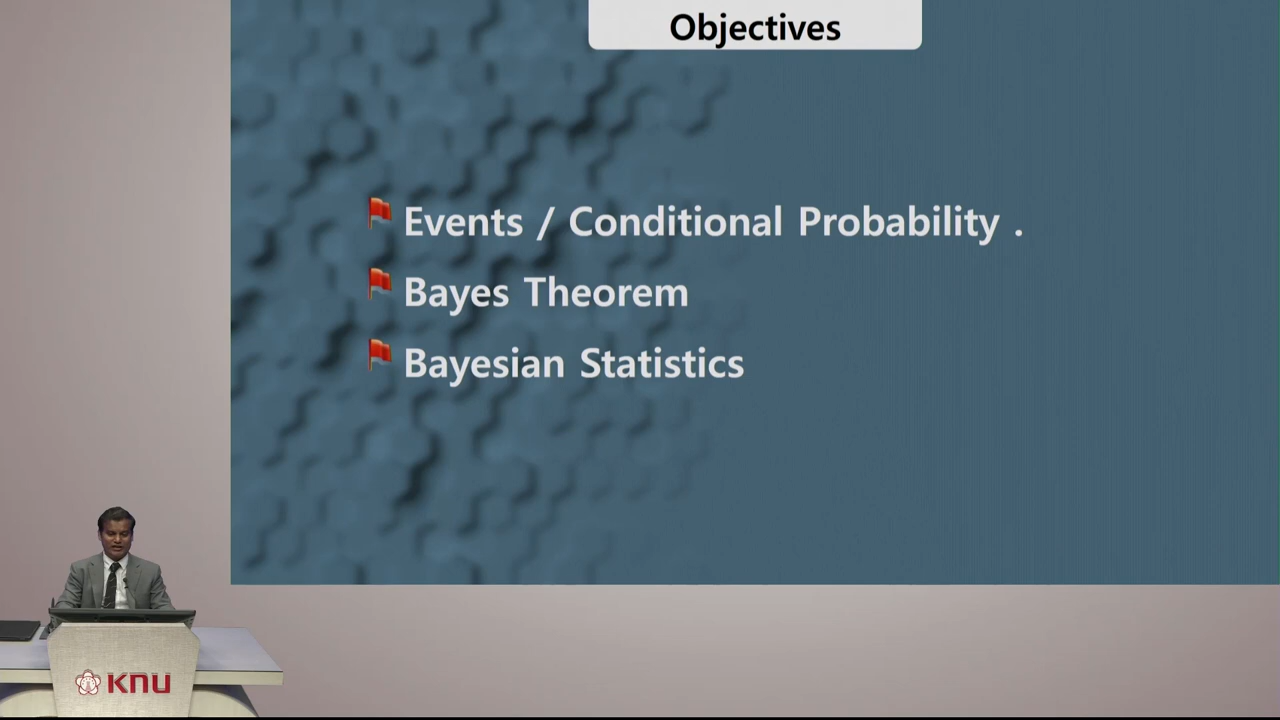 Objectives
Events / Conditional Probability .
Bayes Theorem
Bayesian Statistics
KNU